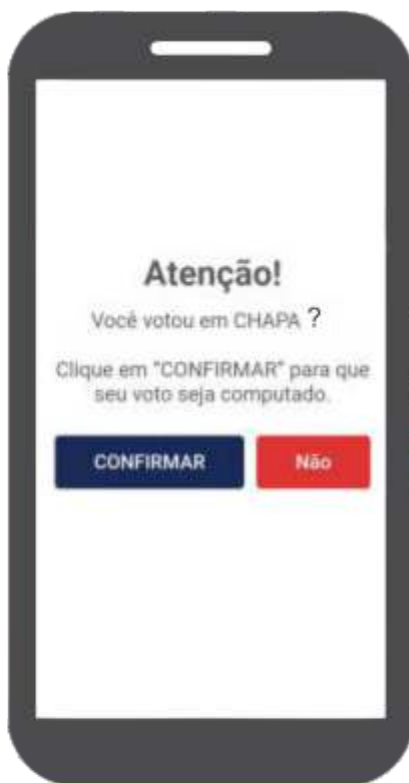 Atenção!
Você votou em CHAPA ?
Clique em "CONFIRMAR" para que
seu voto seja computado.
CONFIRMAR Não